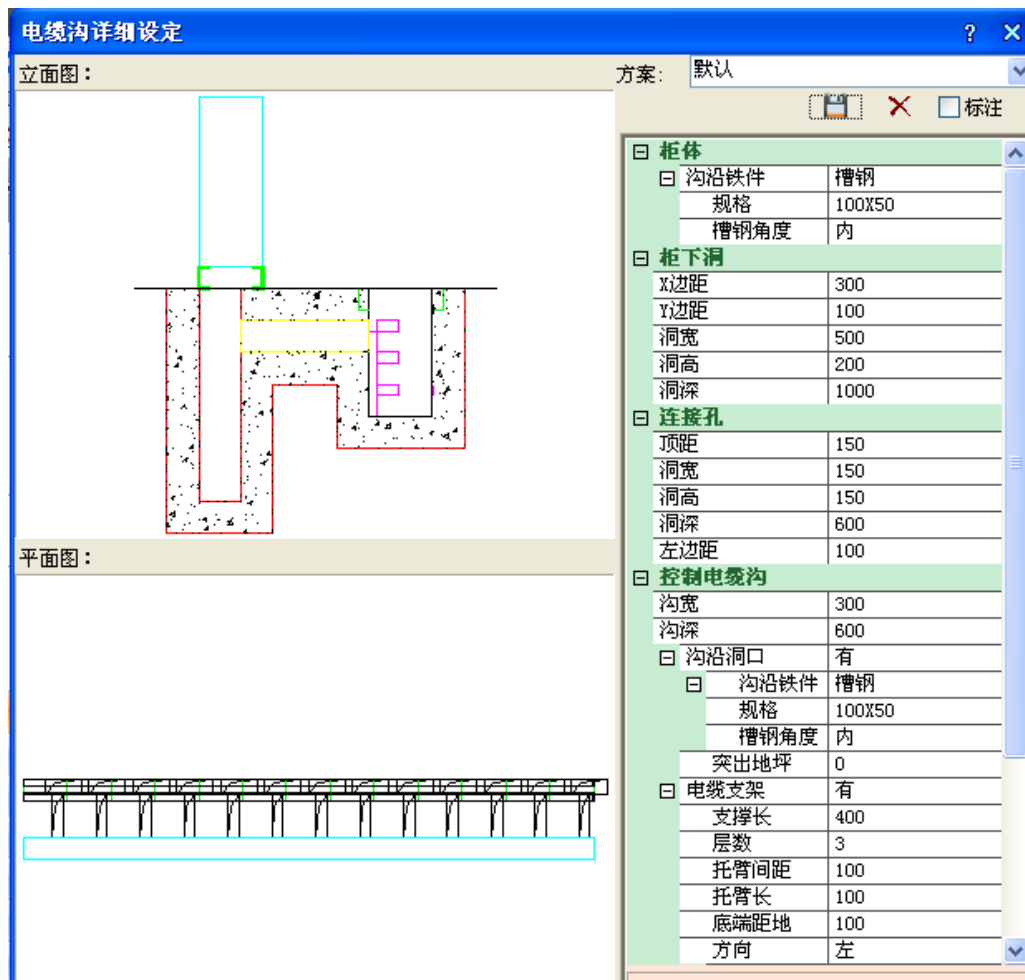 电缆沟详细设定
立面图：
方案： 默认
标注
柜体
沟沿铁件 槽钢
规格 100X50
槽钢角度 内
柜下洞
X边距 300
Y边距 100
洞宽 500
洞高 200
洞深 1000
连接孔
顶距 150
洞宽 150
洞高 150
洞深 600
左边距 100
控制电缆沟
沟宽 300
沟深 600
沟沿洞口 有
沟沿铁件 槽钢
规格 100X50
槽钢角度 内
突出地坪 0
电缆支架 有
支撑长 400
层数 3
托臂间距 100
托臂长 100
底端距地 100
方向 左
平面图：